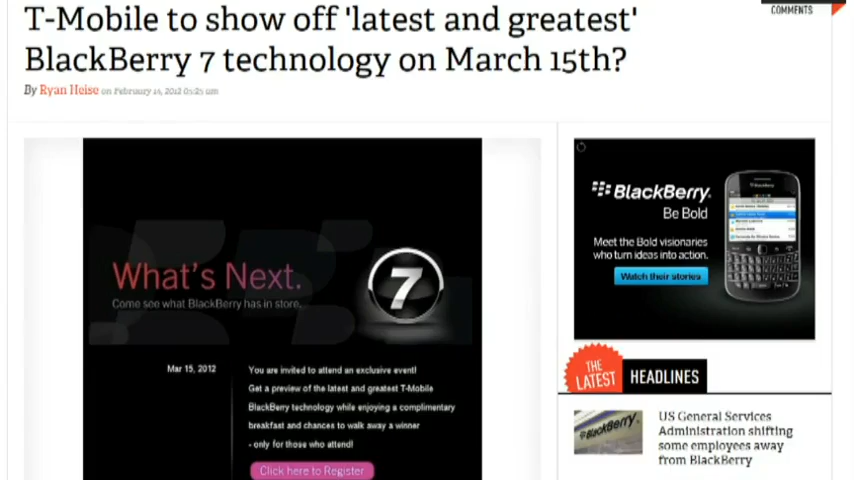 T-Mobile to show off 'latest and greatest'
BlackBerry 7 technology on March 15th?
COMMENTS
By Ryan Heise on February 14, 2012
What's Next.
Come see what BlackBerry has in store.
7
Mar 15, 2012
You are invited to attend an exclusive event!
Get a preview of the latest and greatest T-Mobile
BlackBerry technology while enjoying a complimentary
breakfast and chances to walk away a winner
- only for those who attend!
Click here to Register
BlackBerry.
Be Bold
Meet the Bold visionaries
who turn ideas into action.
Watch their stories
THE
LATEST
HEADLINES
BlackBerry
US General Services
Administration shifting
some employees away
from BlackBerry